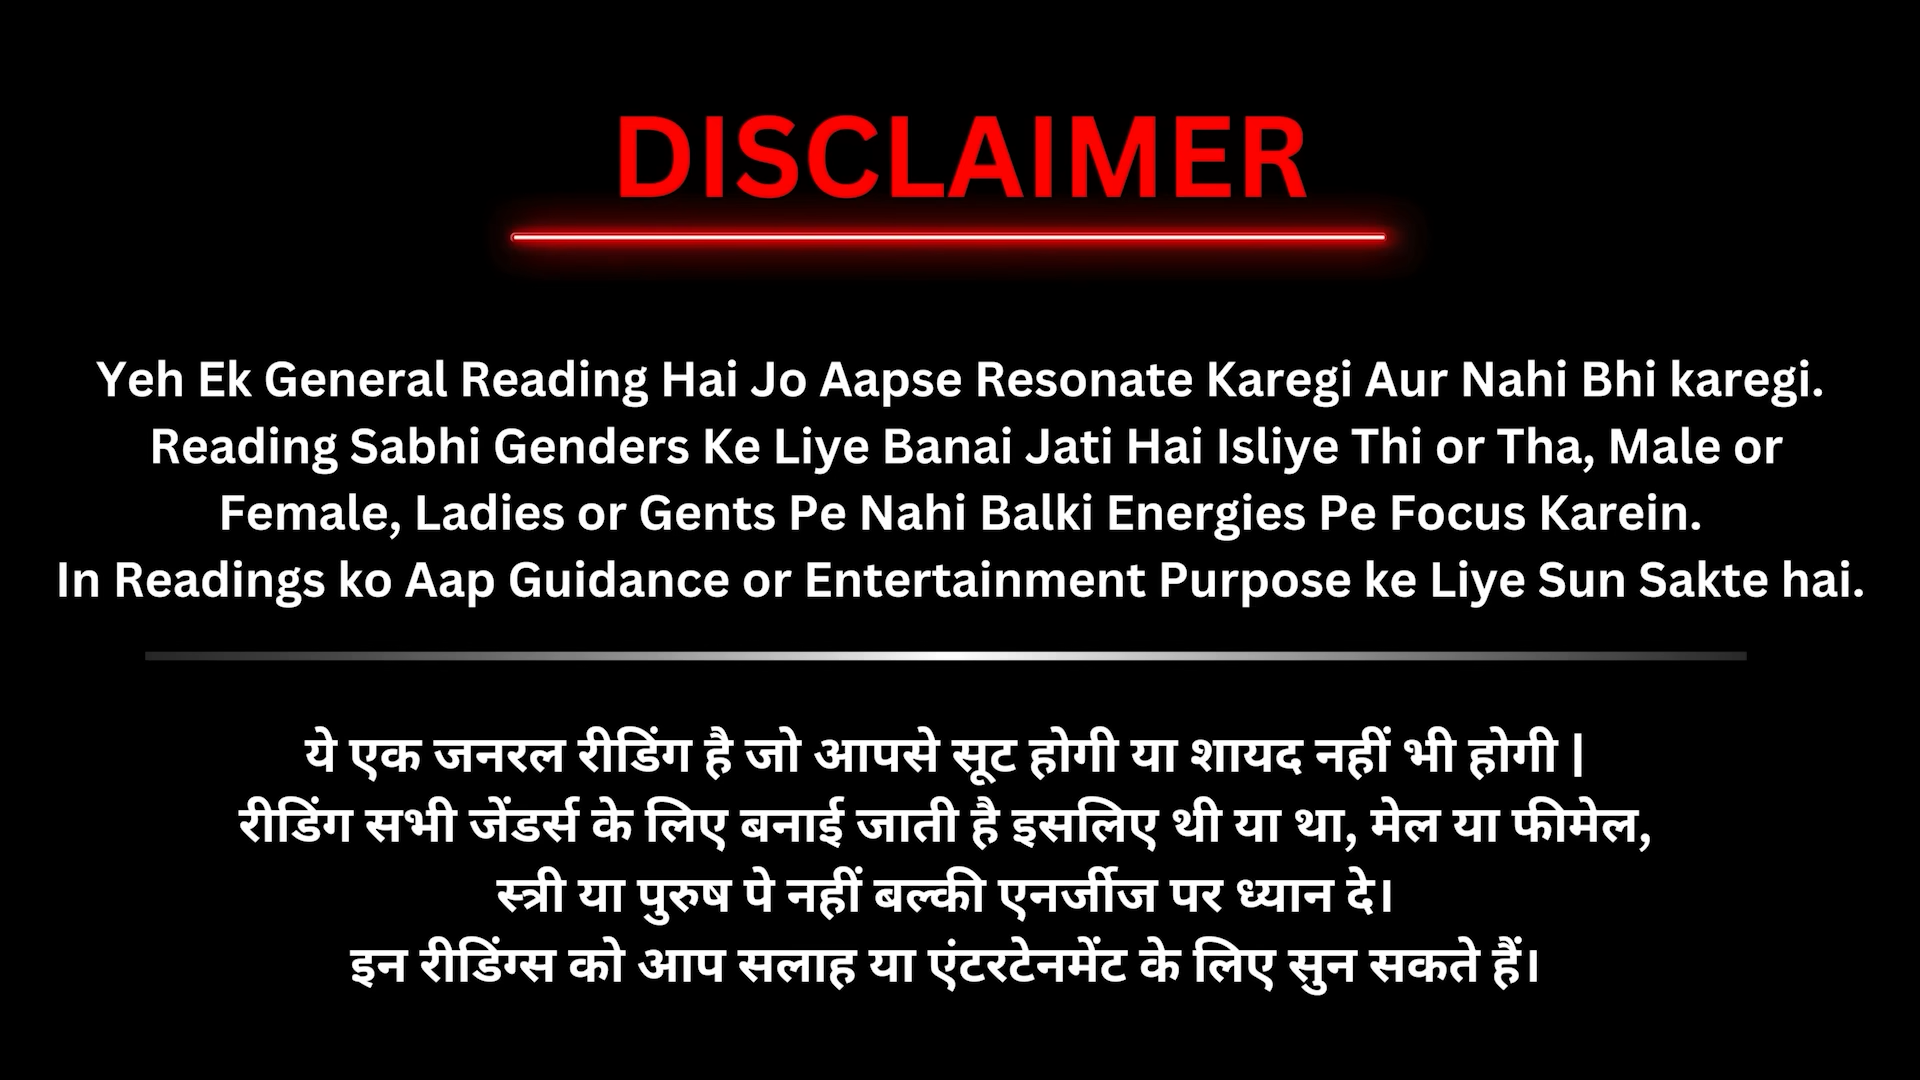 DISCLAIMER
Yeh Ek General Reading Hai Jo Aapse Resonate Karegi Aur Nahi Bhi karegi.
Reading Sabhi Genders Ke Liye Banai Jati Hai Isliye Thi or Tha, Male or
Female, Ladies or Gents Pe Nahi Balki Energies Pe Focus Karein.
In Readings ko Aap Guidance or Entertainment Purpose ke Liye Sun Sakte hai.
ये एक जनरल रीडिंग है जो आपसे सूट होगी या शायद नहीं भी होगी |
रीडिंग सभी जेंडर्स के लिए बनाई जाती है इसलिए थी या था, मेल या फीमेल,
स्त्री या पुरुष पे नहीं बल्की एनर्जीज पर ध्यान दे।
इन रीडिंग्स को आप सलाह या एंटरटेनमेंट के लिए सुन सकते हैं।